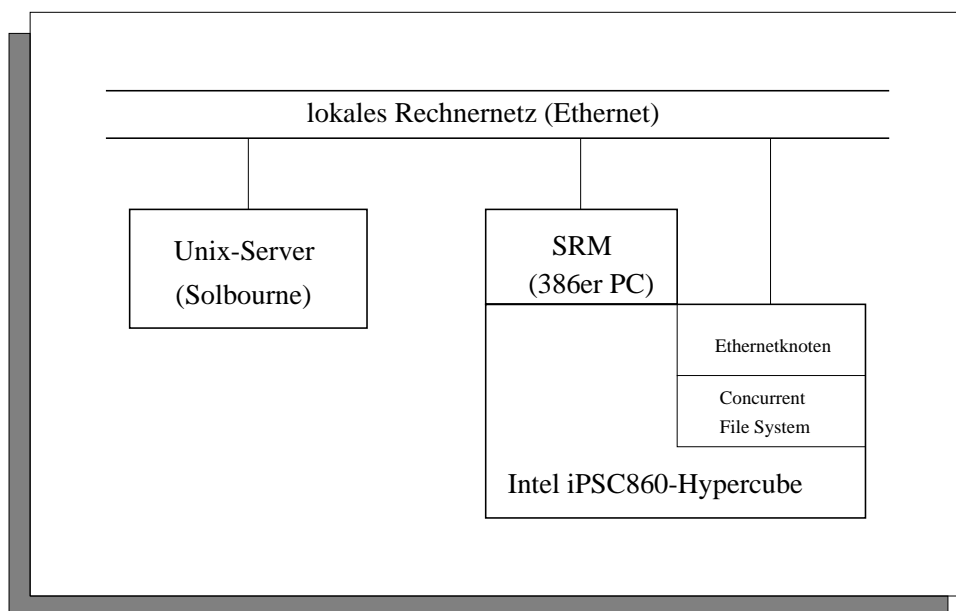 lokales Rechnernetz (Ethernet)
Unix-Server
(Solbourne)
SRM
(386er PC)
Ethernetknoten
Concurrent
File System
Intel iPSC860-Hypercube